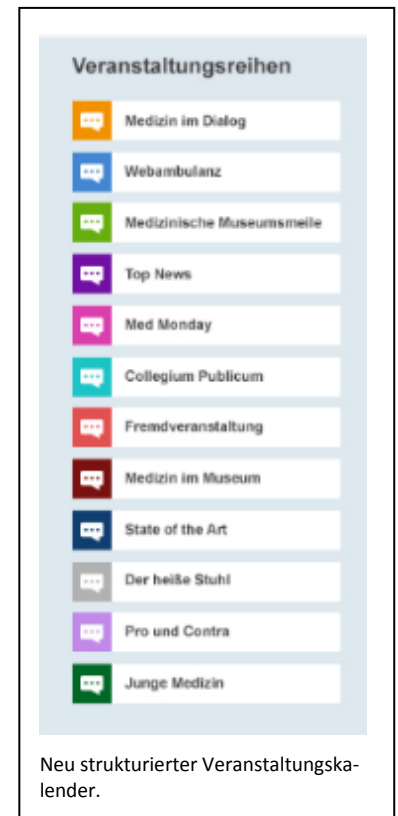 Veranstaltungsreihen
Medizin im Dialog
Webambulanz
Medizinische Museumsmeile
Top News
Med Monday
Collegium Publicum
Fremdveranstaltung
Medizin im Museum
State of the Art
Der heiße Stuhl
Pro und Contra
Junge Medizin
Neu strukturierter Veranstaltungska-
lender.